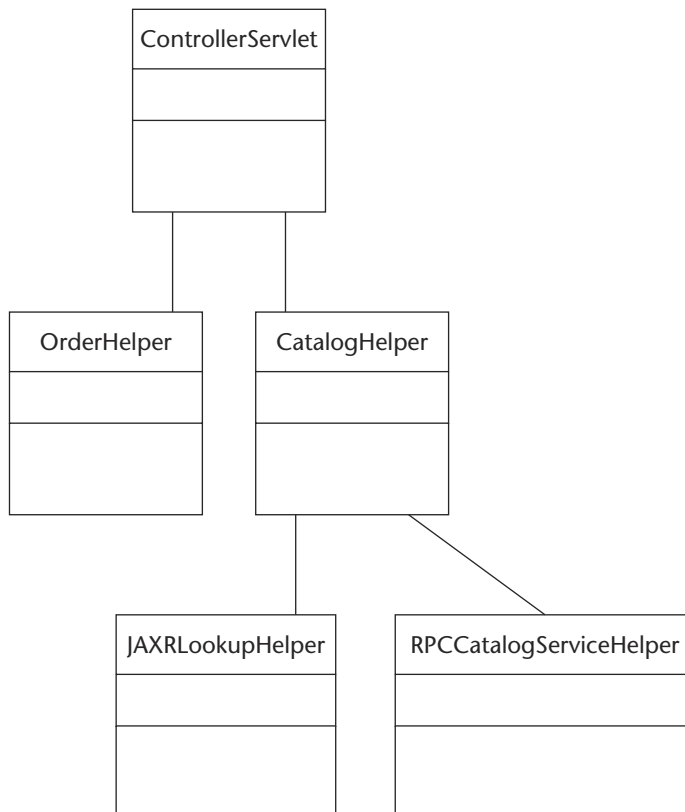 ControllerServlet
OrderHelper
CatalogHelper
JAXRLookupHelper
RPCCatalogServiceHelper